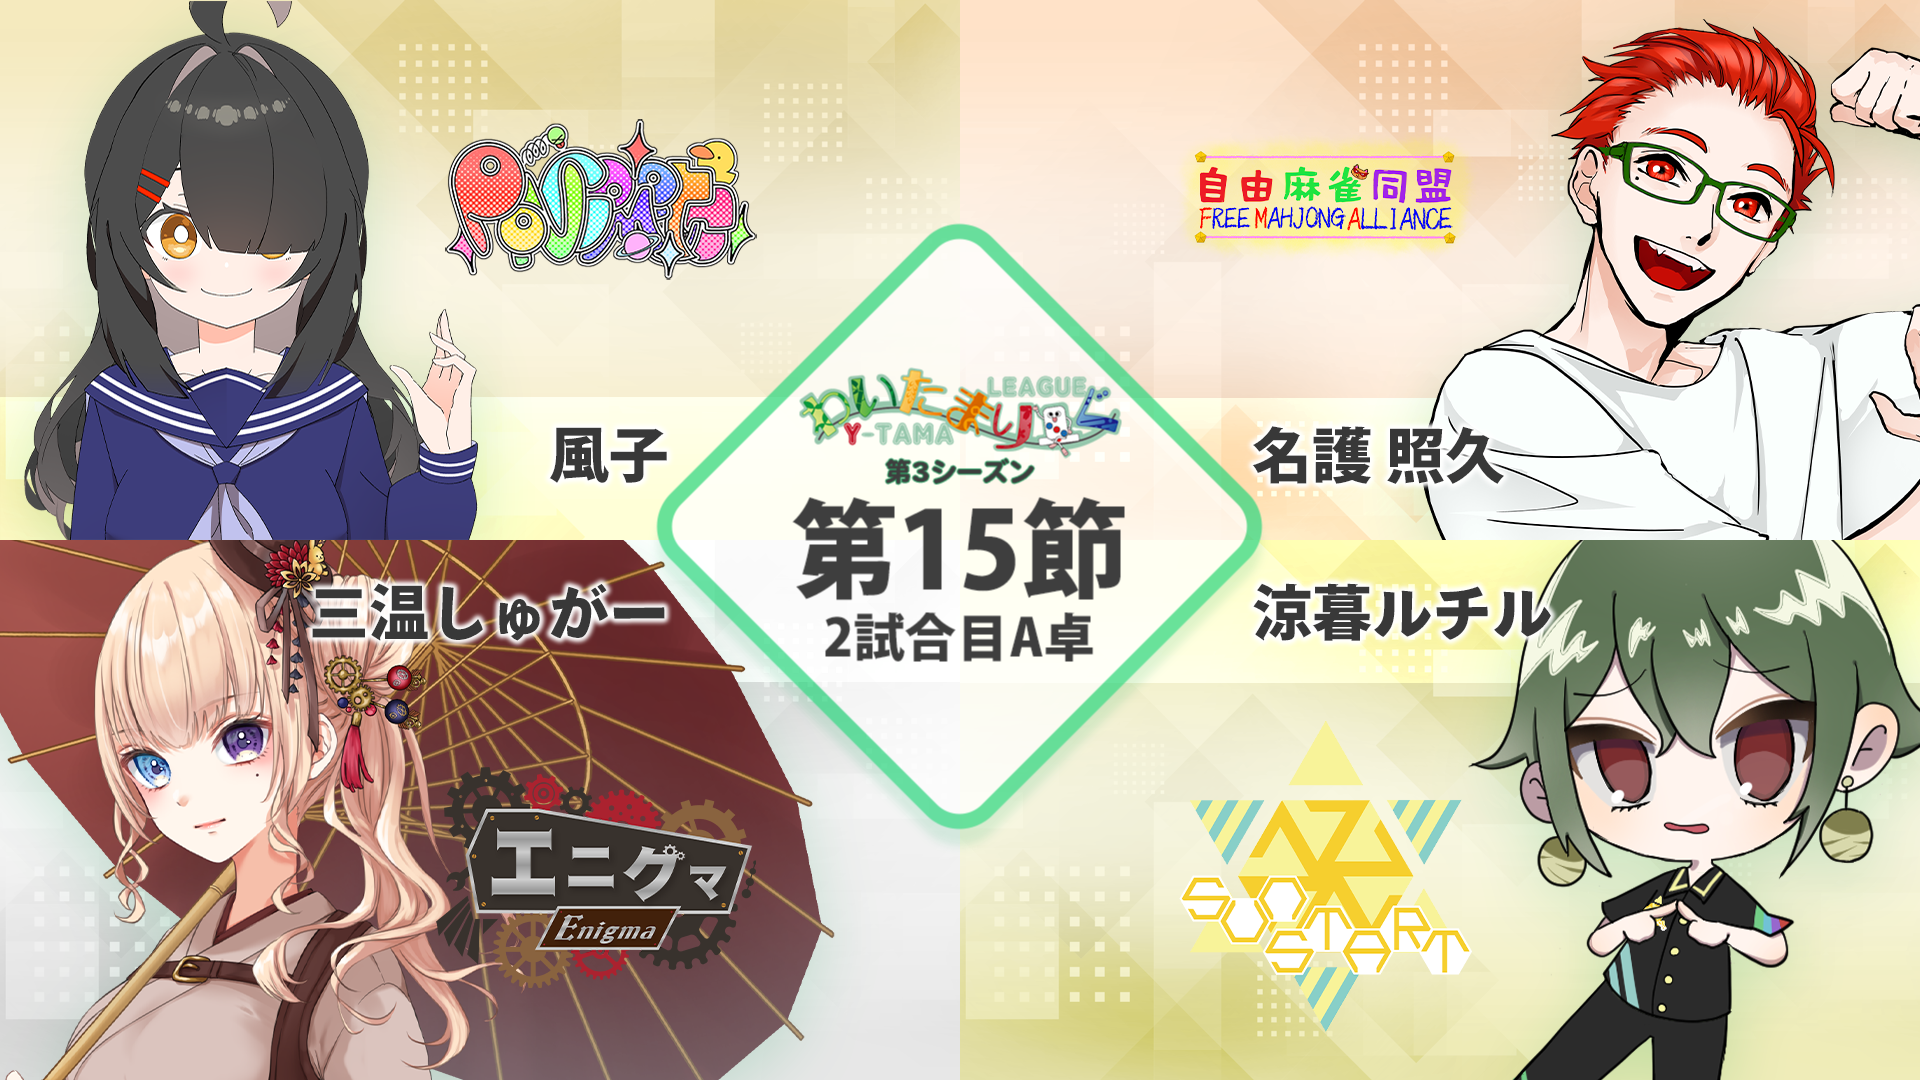 自由麻雀同盟
FREE MAHJONG ALLIANCE
風子
わいたまりーぐ
LEAGUE
Y-TAMA
第3シーズン
第15節
2試合目A卓
名護 照久
三温しゅがー
涼暮ルチル
エニグマ
Enigma
SUN
START